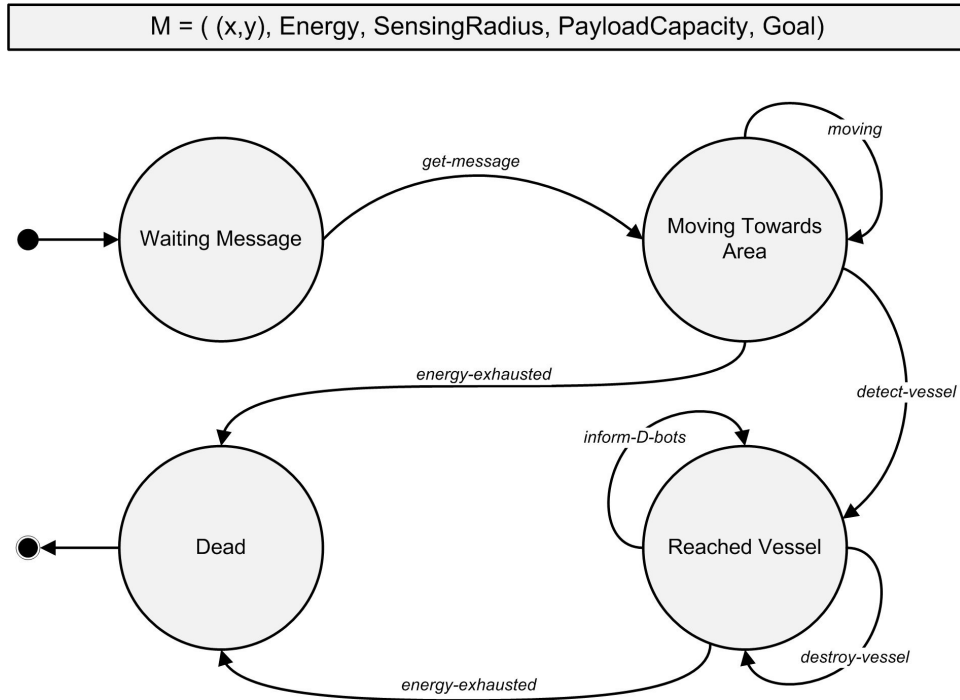 M = ( (x,y), Energy, SensingRadius, PayloadCapacity, Goal)
moving
get-message
Waiting Message
Moving Towards
Area
energy-exhausted
detect-vessel
inform-D-bots
Dead
Reached Vessel
destroy-vessel
energy-exhausted